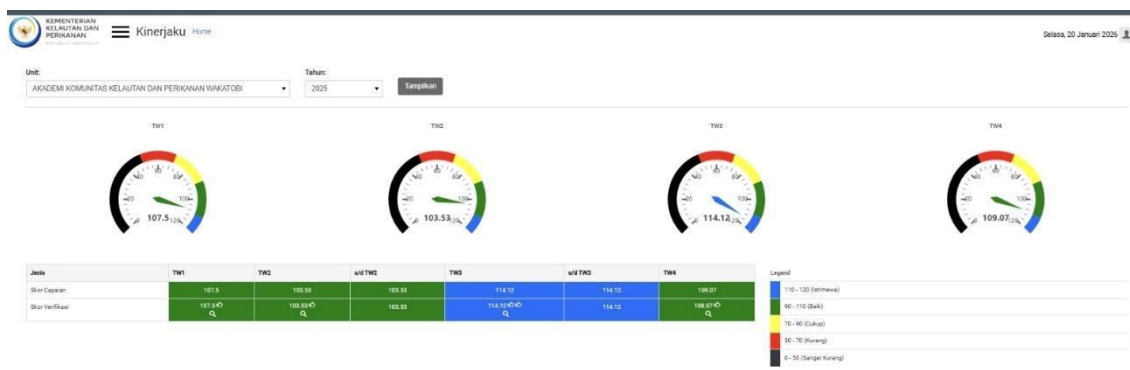 KEMENTERIAN
KELAUTAN DAN
PERIKANAN
REPUBLIK INDONESIA
Kinerjaku Home
Selasa, 20 Januari 2026
Unit: Tahun:
AKADEMI KOMUNITAS KELAUTAN DAN PERIKANAN WAKATOBI 2025 Tampilkan
TW1 TW2 TW3 TW4
107.5 103.53 114.12 109.07
Jenis TW1 TW2 s/d TW2 TW3 s/d TW3 TW4
Skor Capaian 107.5 103.53 103.53 114.12 114.12 109.07
Skor Verifikasi 107.5 103.53 103.53 114.12 114.12
Legend
110 - 120 (Istimewa)
90 - 110 (Baik)
70 - 90 (Cukup)
50 - 70 (Kurang)
0 - 50 (Sangat Kurang)